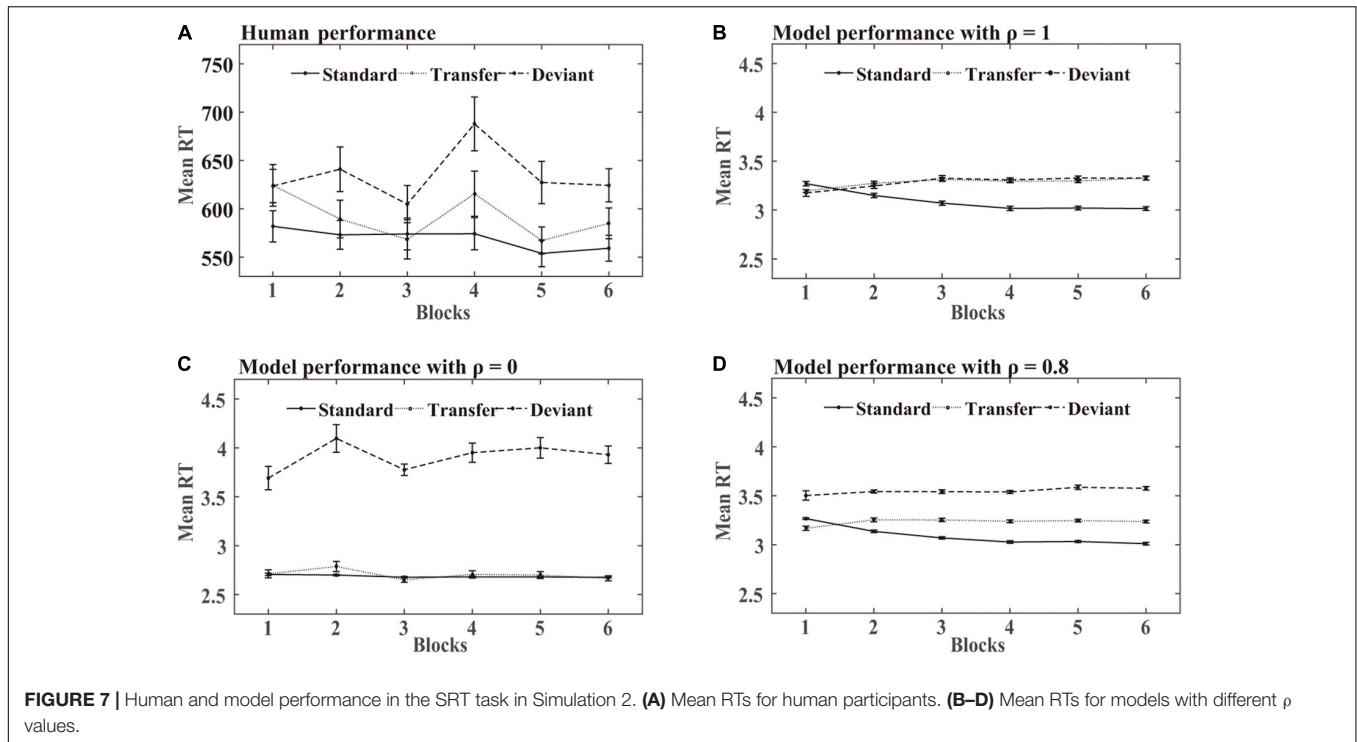 A Human performance
Standard Transfer Deviant
750
700
650
600
550
Mean RT
1 2 3 4 5 6
Blocks
B Model performance with ρ = 1
Standard Transfer Deviant
4.5
4
3.5
3
2.5
Mean RT
1 2 3 4 5 6
Blocks
C Model performance with ρ = 0
Standard Transfer Deviant
4.5
4
3.5
3
2.5
Mean RT
1 2 3 4 5 6
Blocks
D Model performance with ρ = 0.8
Standard Transfer Deviant
4.5
4
3.5
3
2.5
Mean RT
1 2 3 4 5 6
Blocks
FIGURE 7 | Human and model performance in the SRT task in Simulation 2. (A) Mean RTs for human participants. (B–D) Mean RTs for models with different ρ
values.